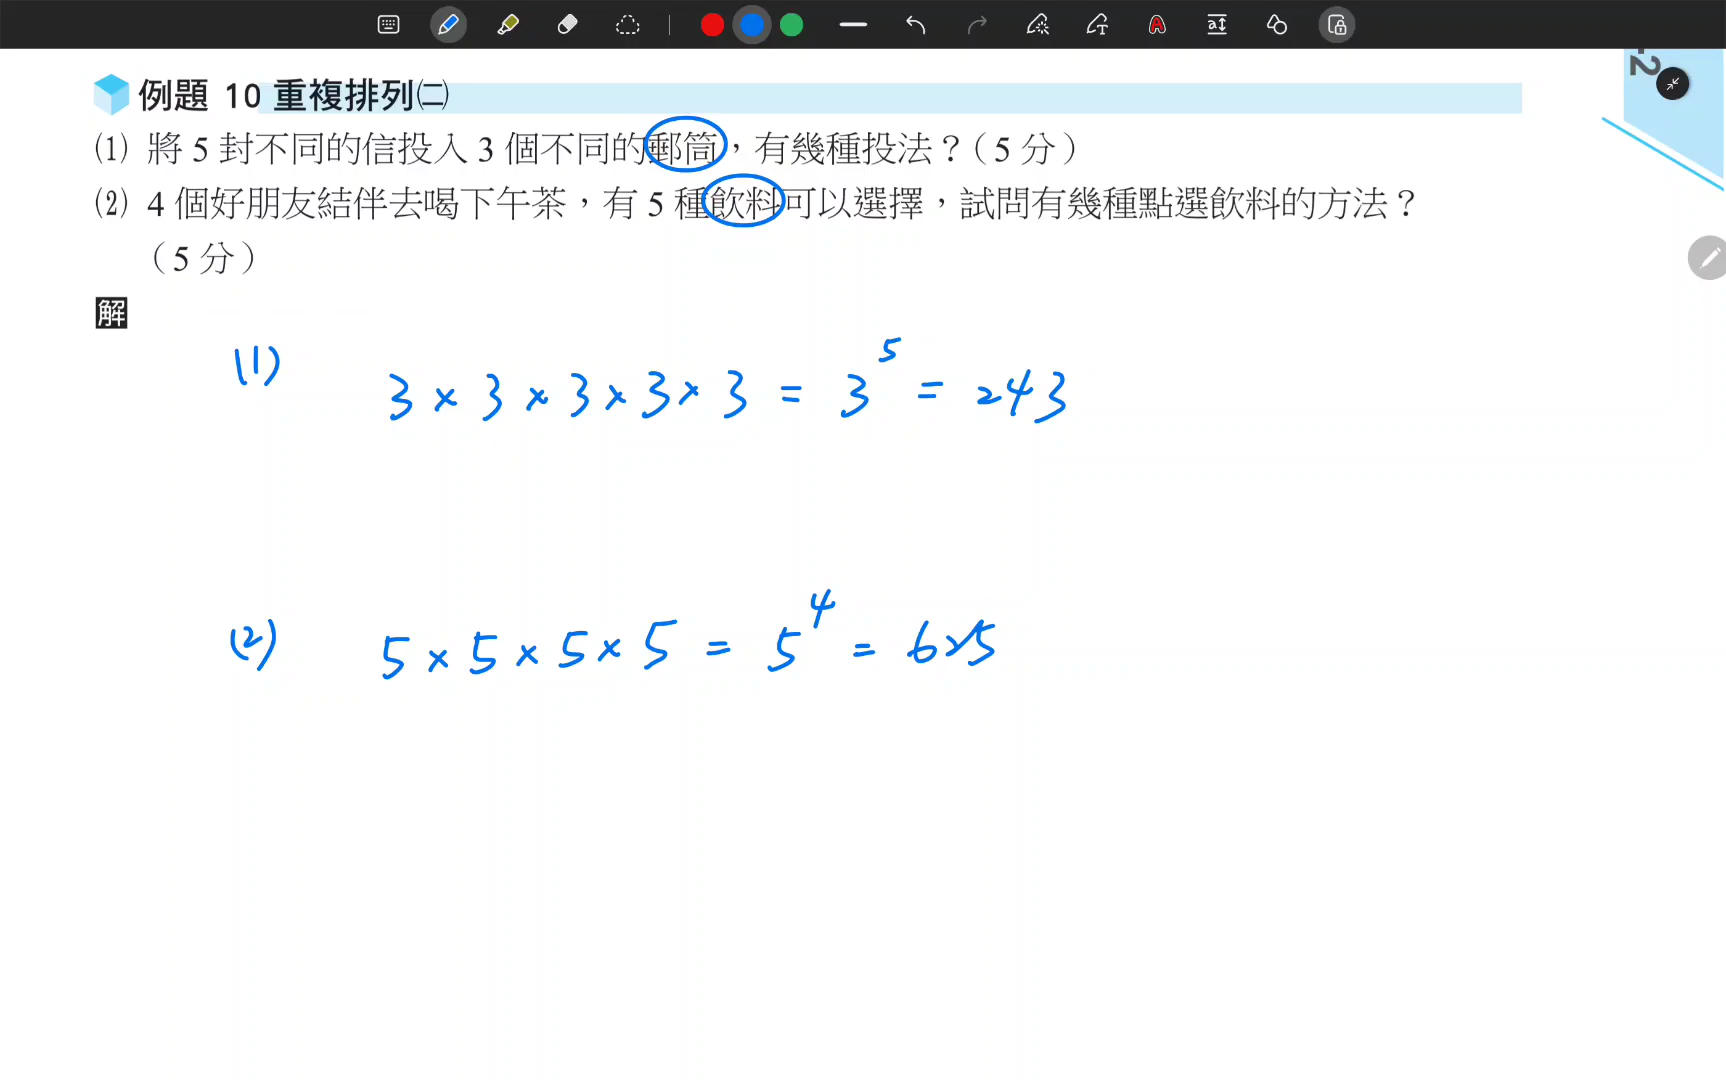 2
例題 10 重複排列㈡
⑴ 將 5 封不同的信投入 3 個不同的郵筒，有幾種投法？（5 分）
⑵ 4 個好朋友結伴去喝下午茶，有 5 種飲料可以選擇，試問有幾種點選飲料的方法？
（5 分）
解
(1) 3 × 3 × 3 × 3 × 3 = 3⁵ = 243
(2) 5 × 5 × 5 × 5 = 5⁴ = 625